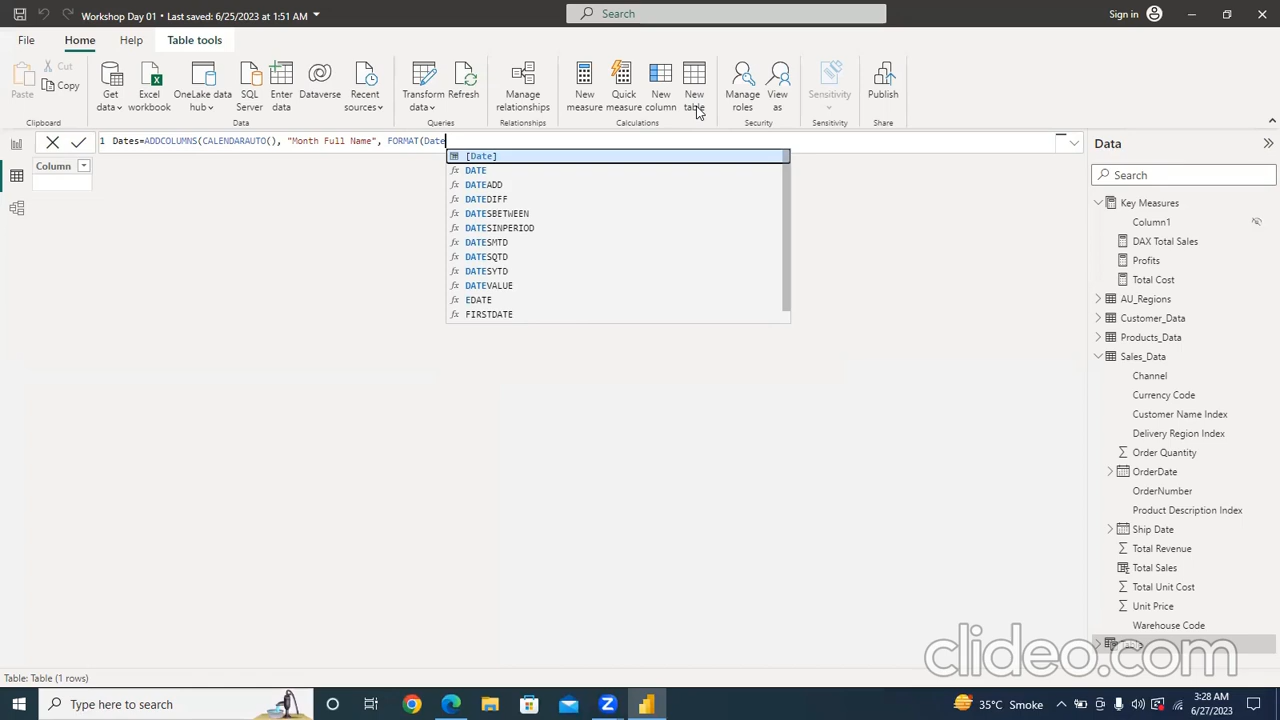 Workshop Day 01 • Last saved: 6/25/2023 at 1:51 AM
Search
Sign in
File
Home
Help
Table tools
Paste
Cut
Copy
Get data
Excel workbook
OneLake data hub
SQL Server
Enter data
Dataverse
Recent sources
Transform data
Refresh
Manage relationships
New measure
Quick measure
New column
New table
Manage roles
View as
Sensitivity
Publish
Clipboard
Data
Queries
Relationships
Calculations
Security
Sensitivity
Share
1 Dates=ADDCOLUMNS(CALENDARAUTO(), "Month Full Name", FORMAT(Date
Column
[Date]
DATE
DATEADD
DATEDIFF
DATESBETWEEN
DATESINPERIOD
DATESMTD
DATESQTD
DATESYTD
DATEVALUE
EDATE
FIRSTDATE
Data
Search
Key Measures
Column1
DAX Total Sales
Profits
Total Cost
AU_Regions
Customer_Data
Products_Data
Sales_Data
Channel
Currency Code
Customer Name Index
Delivery Region Index
Order Quantity
OrderDate
OrderNumber
Product Description Index
Ship Date
Total Revenue
Total Sales
Total Unit Cost
Unit Price
Warehouse Code
Table
clideo.com
Table: Table (1 rows)
Type here to search
35°C Smoke
3:28 AM
6/27/2023